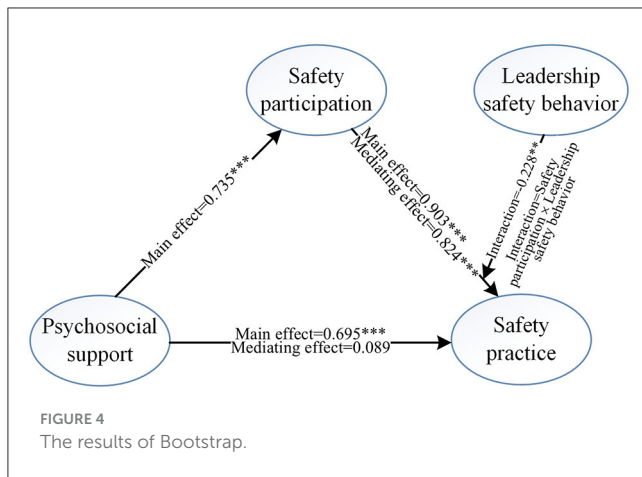 Safety
participation
Leadership
safety behavior
Main effect=0.735***
Main effect=0.903***
Mediating effect=0.824***
Interaction=-0.228**
Interaction=Safety
participation × Leadership
safety behavior
Psychosocial
support
Main effect=0.695***
Mediating effect=0.089
Safety
practice
FIGURE 4
The results of Bootstrap.